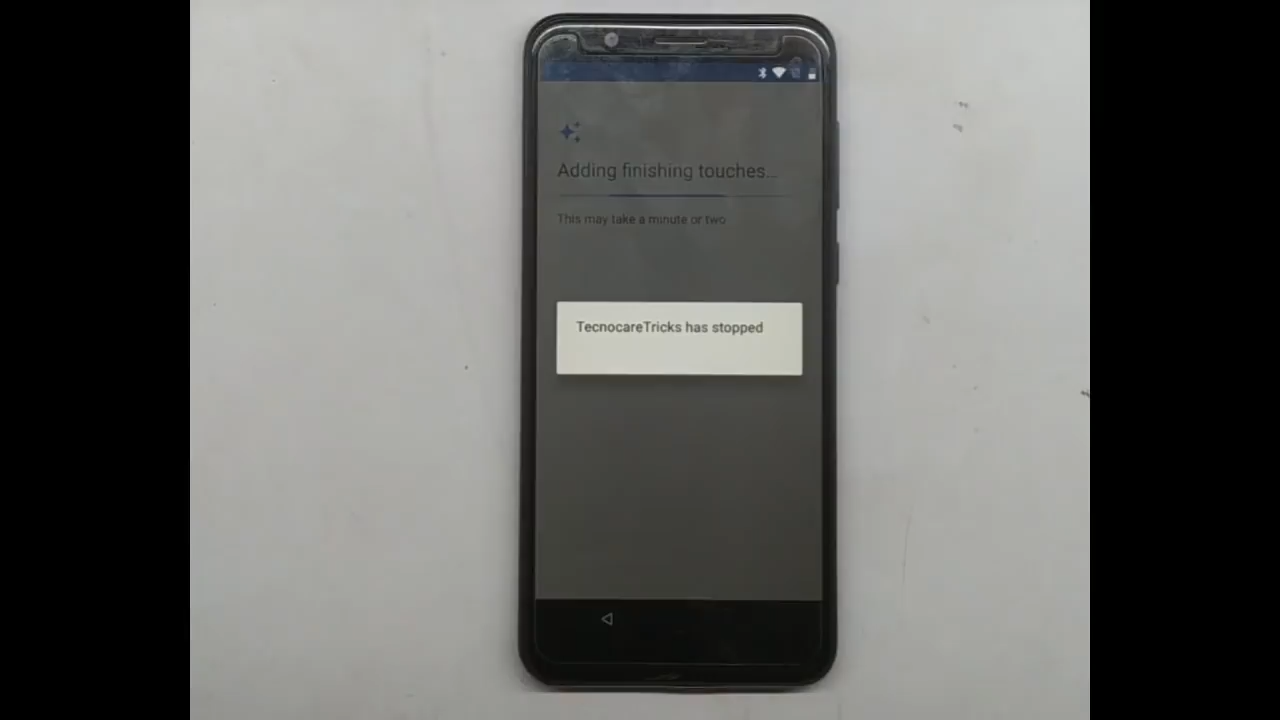 Adding finishing touches...
This may take a minute or two
TecnocareTricks has stopped